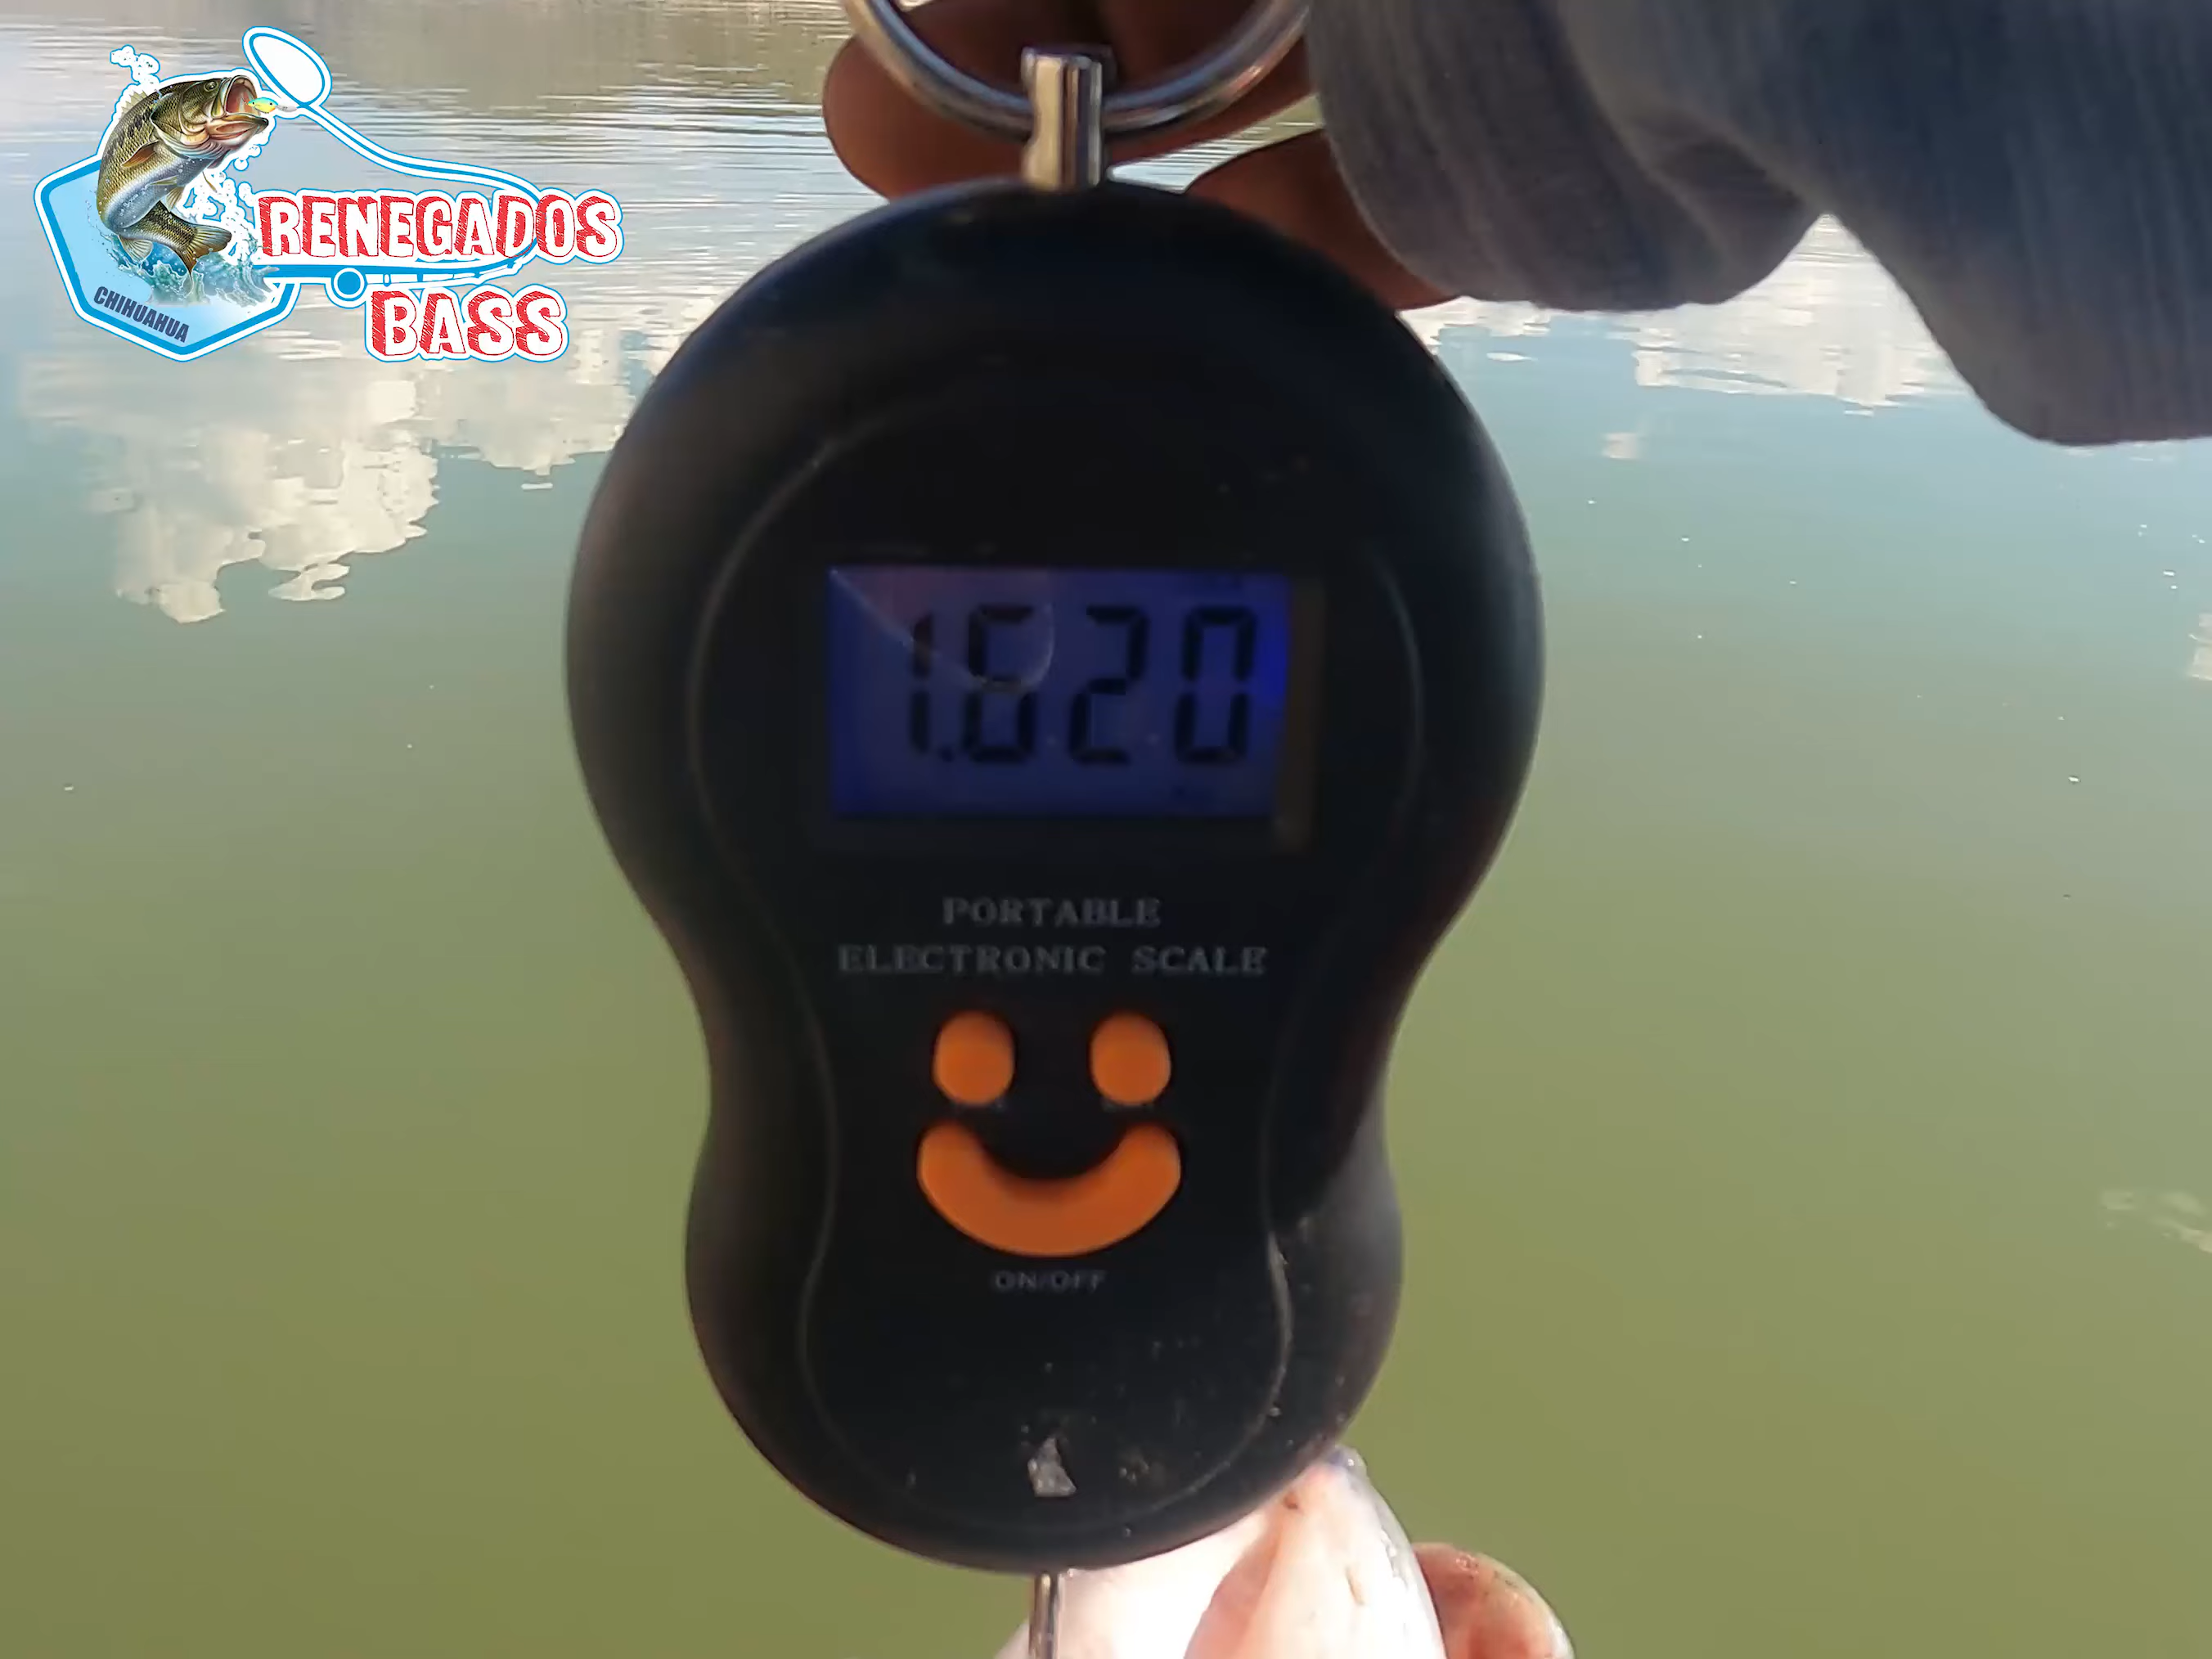 RENEGADOS
BASS
CHIHUAHUA
1.620
PORTABLE
ELECTRONIC SCALE
ON/OFF